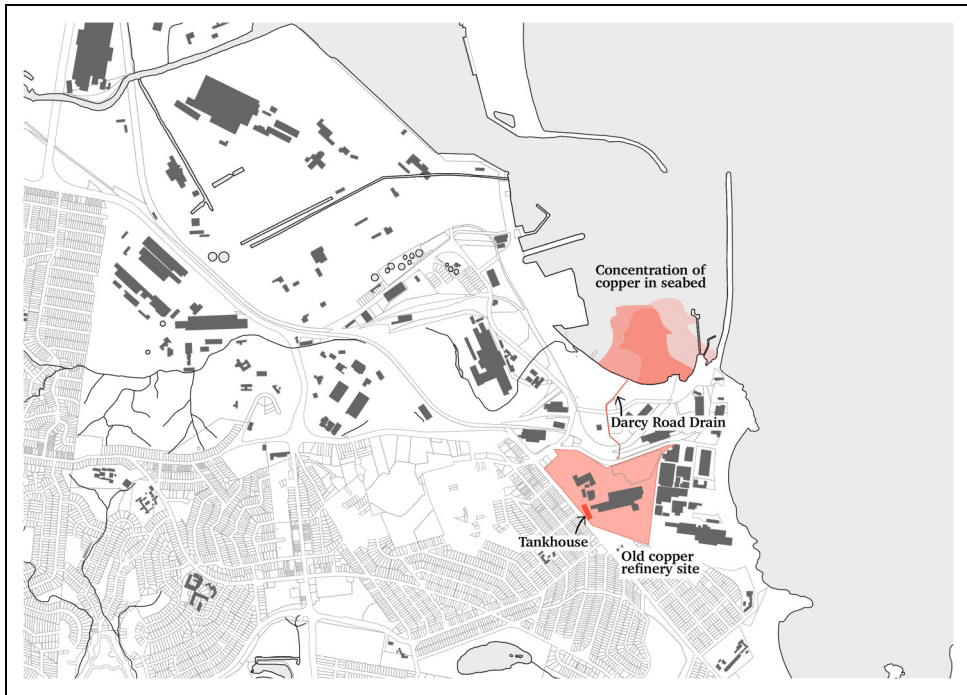 Concentration of
copper in seabed
Darcy Road Drain
Tankhouse
Old copper
refinery site